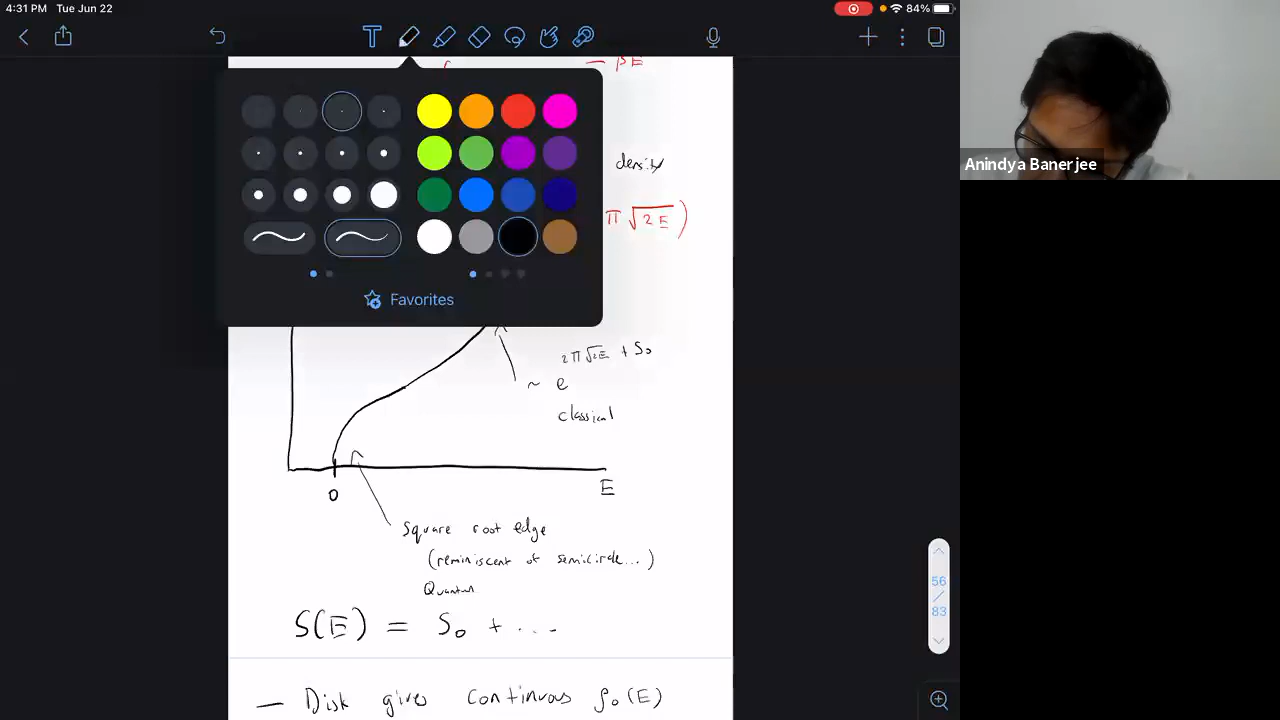 4:31 PM Tue Jun 22
84%
T
— βE
density
π √2E )
Favorites
Anindya Banerjee
2π√2E + S₀
~ e
classical
0
E
Square root edge
(reminiscent of semicircle...)
Quantum
S(E) = S₀ + ...
56
/
83
— Disk gives continuous ρ₀(E)